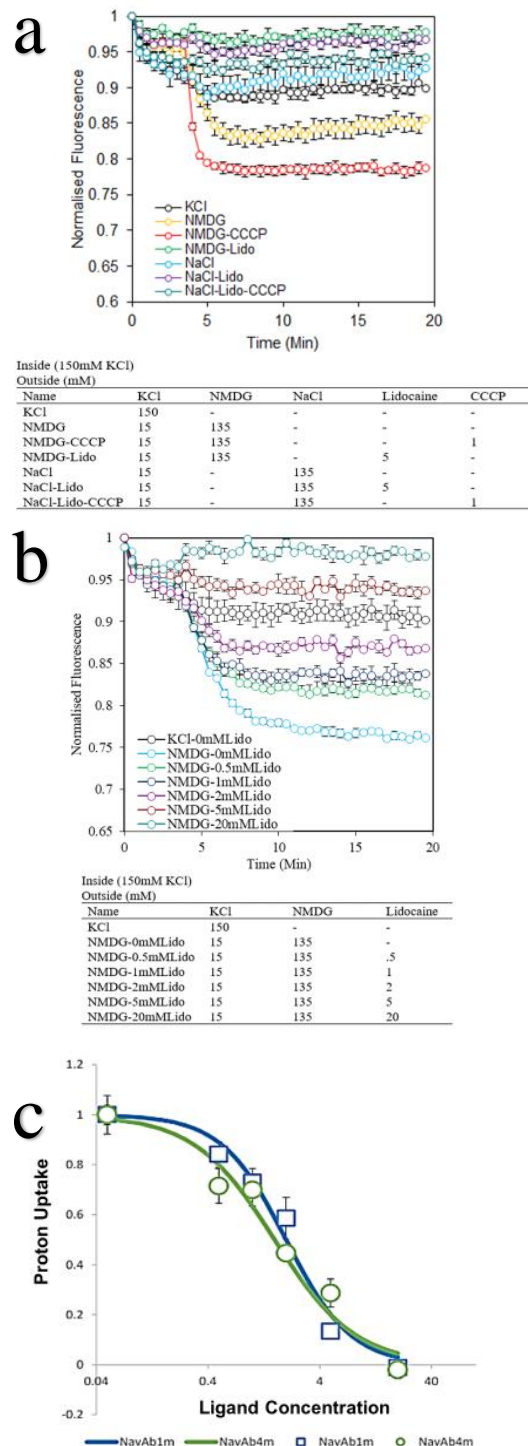 a
1
0.95
0.9
0.85
0.8
0.75
0.7
0.65
0.6
Normalised Fluorescence
KCl
NMDG
NMDG-CCCP
NMDG-Lido
NaCl
NaCl-Lido
NaCl-Lido-CCCP
0 5 10 15 20
Time (Min)
Inside (150mM KCl)
Outside (mM)
Name KCl NMDG NaCl Lidocaine CCCP
KCl 150 - - - -
NMDG 15 135 - - -
NMDG-CCCP 15 135 - - 1
NMDG-Lido 15 135 - 5 -
NaCl 15 - 135 - -
NaCl-Lido 15 - 135 5 -
NaCl-Lido-CCCP 15 - 135 - 1
b
1
0.95
0.9
0.85
0.8
0.75
0.7
0.65
Normalised Fluorescence
KCl-0mMLido
NMDG-0mMLido
NMDG-0.5mMLido
NMDG-1mMLido
NMDG-2mMLido
NMDG-5mMLido
NMDG-20mMLido
0 5 10 15 20
Time (Min)
Inside (150mM KCl)
Outside (mM)
Name KCl NMDG Lidocaine
KCl 150 - -
NMDG-0mMLido 15 135 -
NMDG-0.5mMLido 15 135 .5
NMDG-1mMLido 15 135 1
NMDG-2mMLido 15 135 2
NMDG-5mMLido 15 135 5
NMDG-20mMLido 15 135 20
c
1.2
1
0.8
0.6
0.4
0.2
0
-0.2
Proton Uptake
0.04 0.4 4 40
Ligand Concentration
NavAb1m NavAb4m NavAb1m NavAb4m